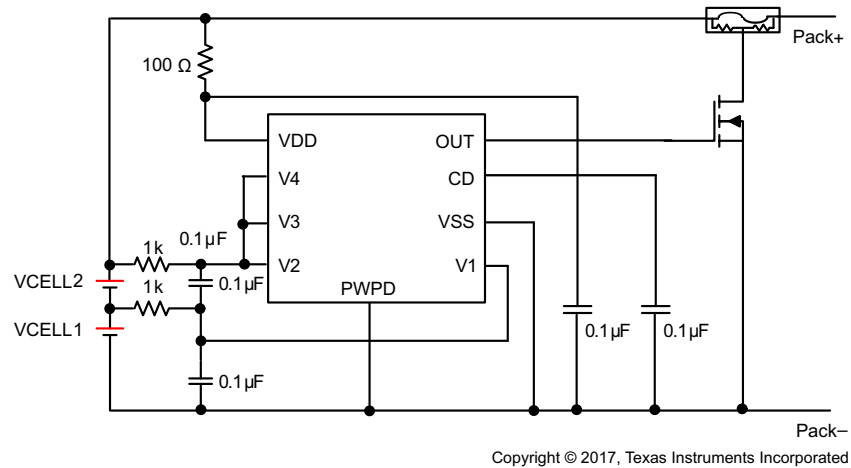 Pack+
100 Ω
VDD
OUT
V4
CD
V3
VSS
0.1µF
1k
V2
V1
VCELL2
0.1µF
1k
PWPD
VCELL1
0.1µF
0.1µF
0.1µF
Pack–
Copyright © 2017, Texas Instruments Incorporated